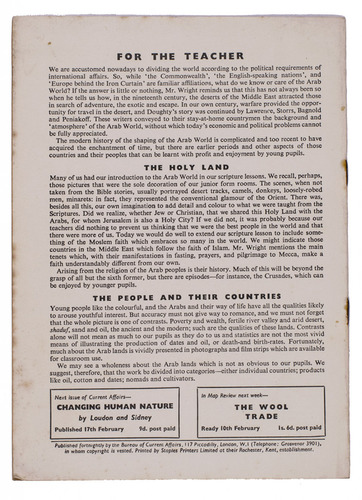 FOR THE TEACHER
We are accustomed nowadays to dividing the world according to the political requirements of
international affairs. So, while 'the Commonwealth', 'the English-speaking nations', and
'Europe behind the Iron Curtain' are familiar affiliations, what do we know or care of the Arab
World? If the answer is little or nothing, Mr. Wright reminds us that this has not always been so
when he tells us how, in the nineteenth century, the deserts of the Middle East attracted those
in search of adventure, the exotic and escape. In our own century, warfare provided the oppor-
tunity for travel in the desert, and Doughty's story was continued by Lawrence, Storrs, Bagnold
and Peniakoff. These writers conveyed to their stay-at-home countrymen the background and
'atmosphere' of the Arab World, without which today's economic and political problems cannot
be fully appreciated.
The modern history of the shaping of the Arab World is complicated and too recent to have
acquired the enchantment of time, but there are earlier periods and other aspects of those
countries and their peoples that can be learnt with profit and enjoyment by young pupils.
THE HOLY LAND
Many of us had our introduction to the Arab World in our scripture lessons. We recall, perhaps,
those pictures that were the sole decoration of our junior form rooms. The scenes, when not
taken from the Bible stories, usually portrayed desert tracks, camels, donkeys, loosely-robed
men, minarets: in fact, they represented the conventional glamour of the Orient. There was,
besides all this, our own imagination to add detail and colour to what we were taught from the
Scriptures. Did we realize, whether Jew or Christian, that we shared this Holy Land with the
Arabs, for whom Jerusalem is also a Holy City? If we did not, it was probably because our
teachers did nothing to prevent us thinking that we were the best people in the world and that
there were no more of us. Today we would do well to extend our introduction to include some-
thing of the Moslem faith which embraces so many in the world. We might indicate those
countries in the Middle East which follow the faith of Islam. Mr. Wright mentions the main
tenets which, with their manifestations in fasting, prayers, and pilgrimage to Mecca, make a
faith understandably different from our own.
Arising from the religion of the Arab peoples is their history. Much of this will be beyond the
grasp of all but the sixth former, but there are episodes—for instance, the Crusades, which can
be enjoyed by younger pupils.
THE PEOPLE AND THEIR COUNTRIES
Young people like the colourful, and the Arabs and their way of life have all the qualities likely
to arouse youthful interest. But accuracy must not give way to romance, and we must not forget
that the whole picture is one of contrasts. Poverty and wealth, fertile river valley and arid desert,
shaduf, sand and oil, the ancient and the modern; such are the qualities of these lands. Contrasts
alone will not mean as much to our pupils as they do to us and statistics are not the most vivid
means of illustrating the production of dates and oil, or death-and-birth-rates. Fortunately,
much about the Arab lands is vividly presented in photographs and film strips which are available
for classroom use.
We may see a wholeness about the Arab lands which is not as obvious to our pupils. We
suggest, therefore, that the work be divided into categories—either individual countries; products
like oil, cotton and dates; nomads and cultivators.
Next issue of Current Affairs—
CHANGING HUMAN NATURE
by Loudon and Sidney
Published 17th February 9d. post paid
In Map Review next week—
THE WOOL
TRADE
Ready 10th February 1s. 6d. post paid
Published fortnightly by the Bureau of Current Affairs, 117 Piccadilly, London, W.1 (Telephone: Grosvenor 3901),
in whom copyright is vested. Printed by Staples Printers Limited at their Rochester, Kent, establishment.